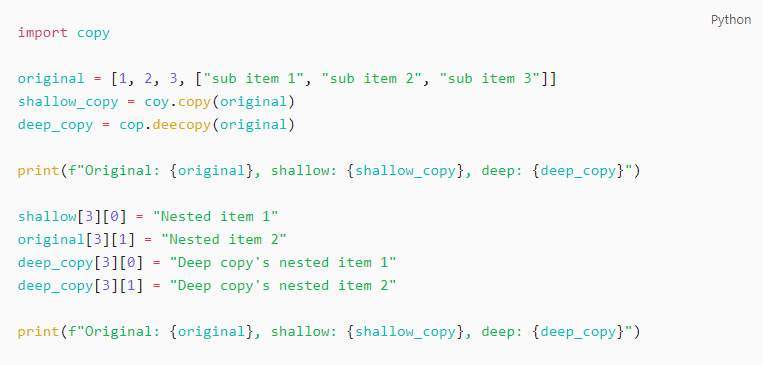 Python
import copy
original = [1, 2, 3, ["sub item 1", "sub item 2", "sub item 3"]]
shallow_copy = coy.copy(original)
deep_copy = cop.deecopy(original)
print(f"Original: {original}, shallow: {shallow_copy}, deep: {deep_copy}")
shallow[3][0] = "Nested item 1"
original[3][1] = "Nested item 2"
deep_copy[3][0] = "Deep copy's nested item 1"
deep_copy[3][1] = "Deep copy's nested item 2"
print(f"Original: {original}, shallow: {shallow_copy}, deep: {deep_copy}")